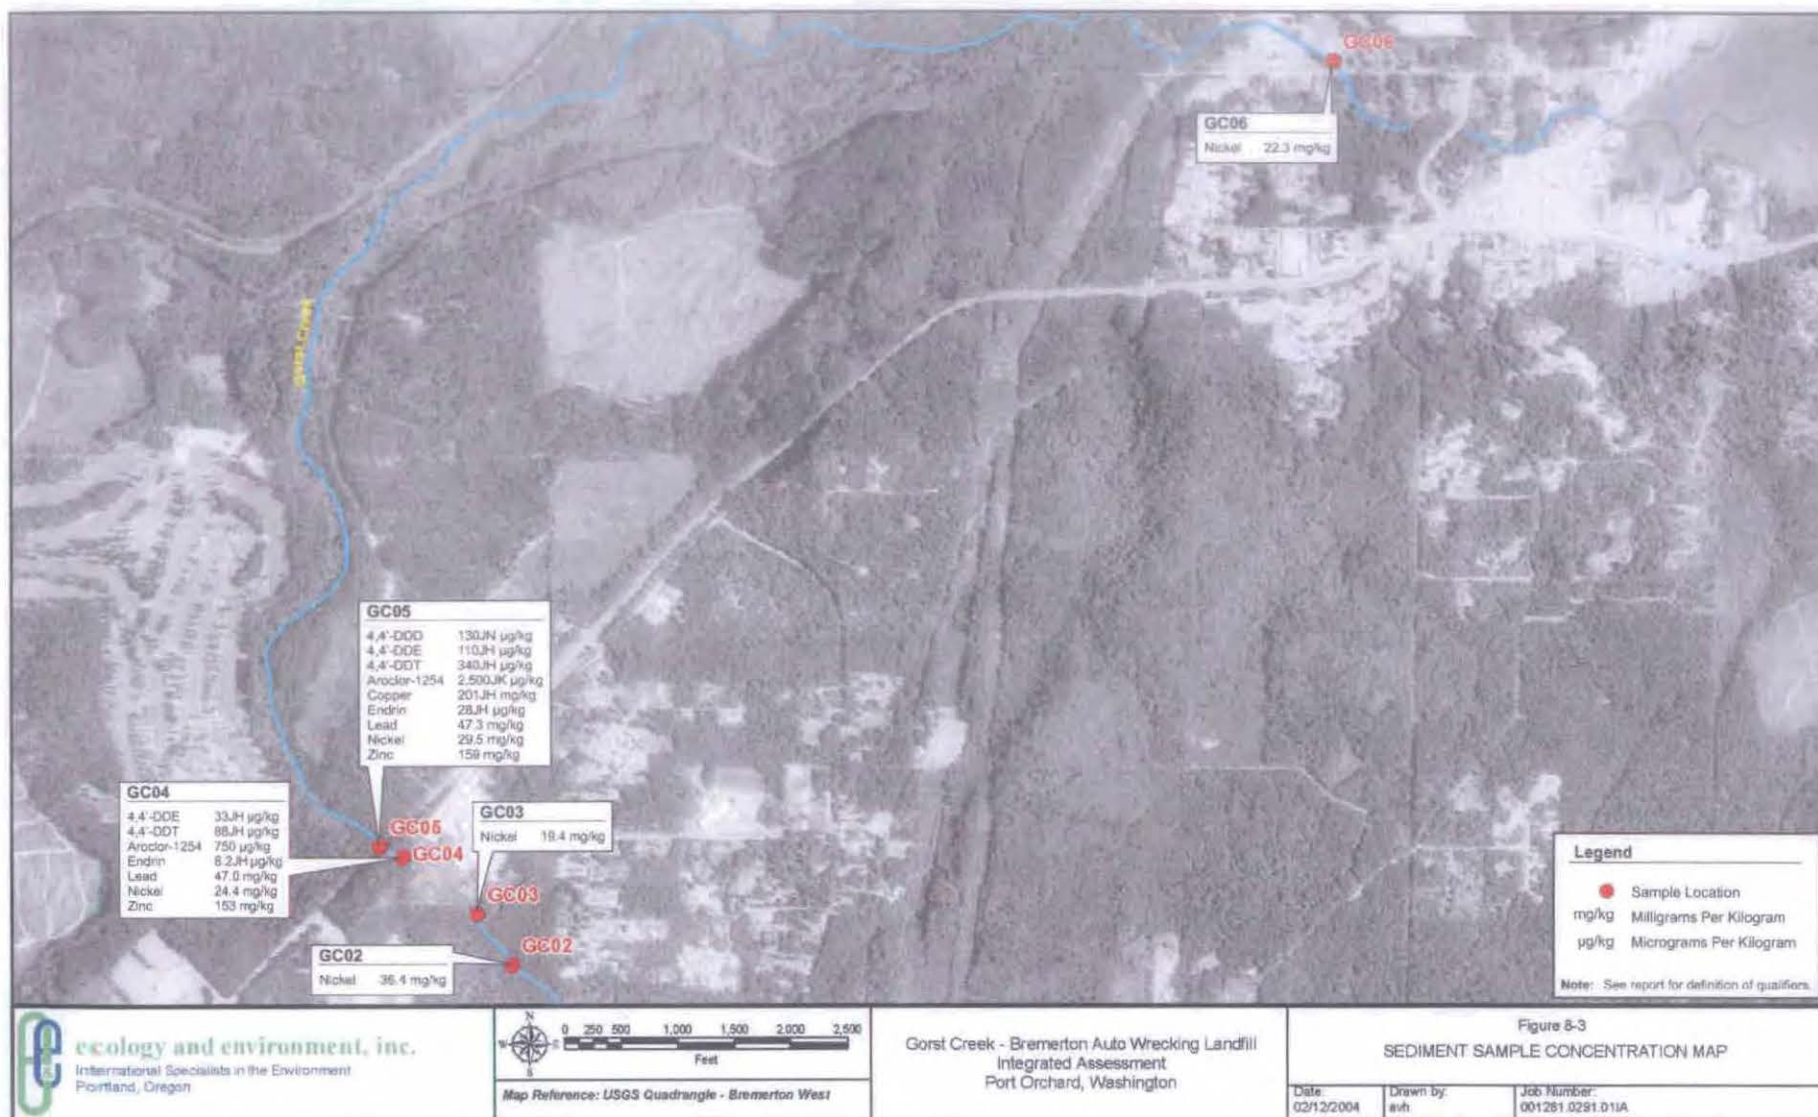 GC06
GC06
Nickel 22.3 mg/kg
GC05
4,4'-DDD 130JN µg/kg
4,4'-DDE 110JH µg/kg
4,4'-DDT 340JH µg/kg
Aroclor-1254 2,500JK µg/kg
Copper 201JH mg/kg
Endrin 28JH µg/kg
Lead 47.3 mg/kg
Nickel 29.5 mg/kg
Zinc 159 mg/kg
GC04
4,4'-DDE 33JH µg/kg
4,4'-DDT 88JH µg/kg
Aroclor-1254 750 µg/kg
Endrin 8.2JH µg/kg
Lead 47.0 mg/kg
Nickel 24.4 mg/kg
Zinc 153 mg/kg
GC05
GC04
GC03
Nickel 19.4 mg/kg
GC03
GC02
GC02
Nickel 36.4 mg/kg
Legend
Sample Location
mg/kg Milligrams Per Kilogram
µg/kg Micrograms Per Kilogram
Note: See report for definition of qualifiers.
ecology and environment, inc.
International Specialists in the Environment
Portland, Oregon
N
W E
S
0 250 500 1,000 1,500 2,000 2,500
Feet
Map Reference: USGS Quadrangle - Bremerton West
Gorst Creek - Bremerton Auto Wrecking Landfill
Integrated Assessment
Port Orchard, Washington
Figure 8-3
SEDIMENT SAMPLE CONCENTRATION MAP
Date:
02/12/2004
Drawn by:
avh
Job Number:
001281.0291.01IA